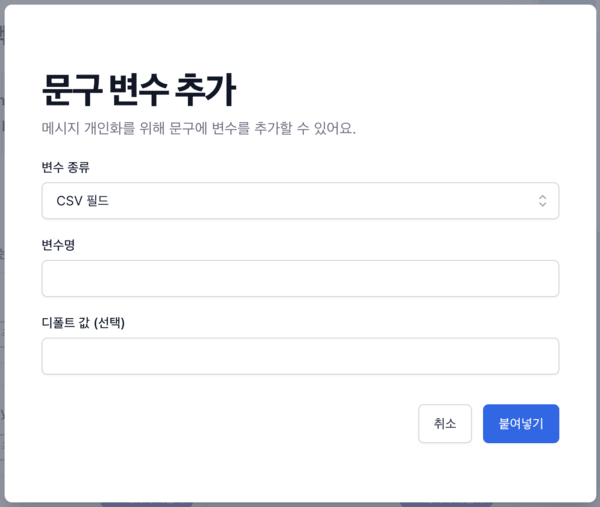 문구 변수 추가
메시지 개인화를 위해 문구에 변수를 추가할 수 있어요.
변수 종류
CSV 필드
변수명
디폴트 값 (선택)
취소
붙여넣기